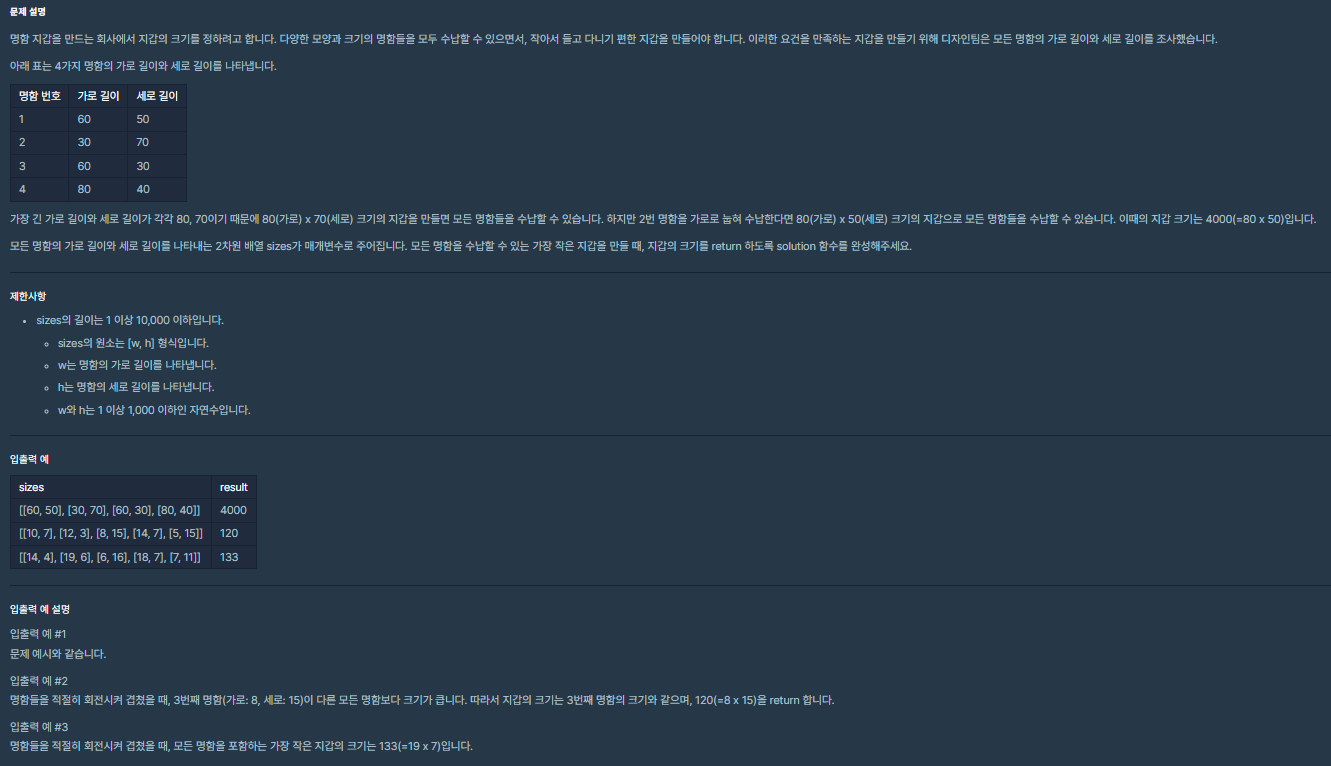 문제 설명
명함 지갑을 만드는 회사에서 지갑의 크기를 정하려고 합니다. 다양한 모양과 크기의 명함들을 모두 수납할 수 있으면서, 작아서 들고 다니기 편한 지갑을 만들어야 합니다. 이러한 요건을 만족하는 지갑을 만들기 위해 디자인팀은 모든 명함의 가로 길이와 세로 길이를 조사했습니다.
아래 표는 4가지 명함의 가로 길이와 세로 길이를 나타냅니다.
명함 번호 가로 길이 세로 길이
1 60 50
2 30 70
3 60 30
4 80 40
가장 긴 가로 길이와 세로 길이가 각각 80, 70이기 때문에 80(가로) x 70(세로) 크기의 지갑을 만들면 모든 명함들을 수납할 수 있습니다. 하지만 2번 명함을 가로로 눕혀 수납한다면 80(가로) x 50(세로) 크기의 지갑으로 모든 명함들을 수납할 수 있습니다. 이때의 지갑 크기는 4000(=80 x 50)입니다.
모든 명함의 가로 길이와 세로 길이를 나타내는 2차원 배열 sizes가 매개변수로 주어집니다. 모든 명함을 수납할 수 있는 가장 작은 지갑을 만들 때, 지갑의 크기를 return 하도록 solution 함수를 완성해주세요.
제한사항
• sizes의 길이는 1 이상 10,000 이하입니다.
◦ sizes의 원소는 [w, h] 형식입니다.
◦ w는 명함의 가로 길이를 나타냅니다.
◦ h는 명함의 세로 길이를 나타냅니다.
◦ w와 h는 1 이상 1,000 이하인 자연수입니다.
입출력 예
sizes result
[[60, 50], [30, 70], [60, 30], [80, 40]] 4000
[[10, 7], [12, 3], [8, 15], [14, 7], [5, 15]] 120
[[14, 4], [19, 6], [6, 16], [18, 7], [7, 11]] 133
입출력 예 설명
입출력 예 #1
문제 예시와 같습니다.
입출력 예 #2
명함들을 적절히 회전시켜 겹쳤을 때, 3번째 명함(가로: 8, 세로: 15)이 다른 모든 명함보다 크기가 큽니다. 따라서 지갑의 크기는 3번째 명함의 크기와 같으며, 120(=8 x 15)을 return 합니다.
입출력 예 #3
명함들을 적절히 회전시켜 겹쳤을 때, 모든 명함을 포함하는 가장 작은 지갑의 크기는 133(=19 x 7)입니다.